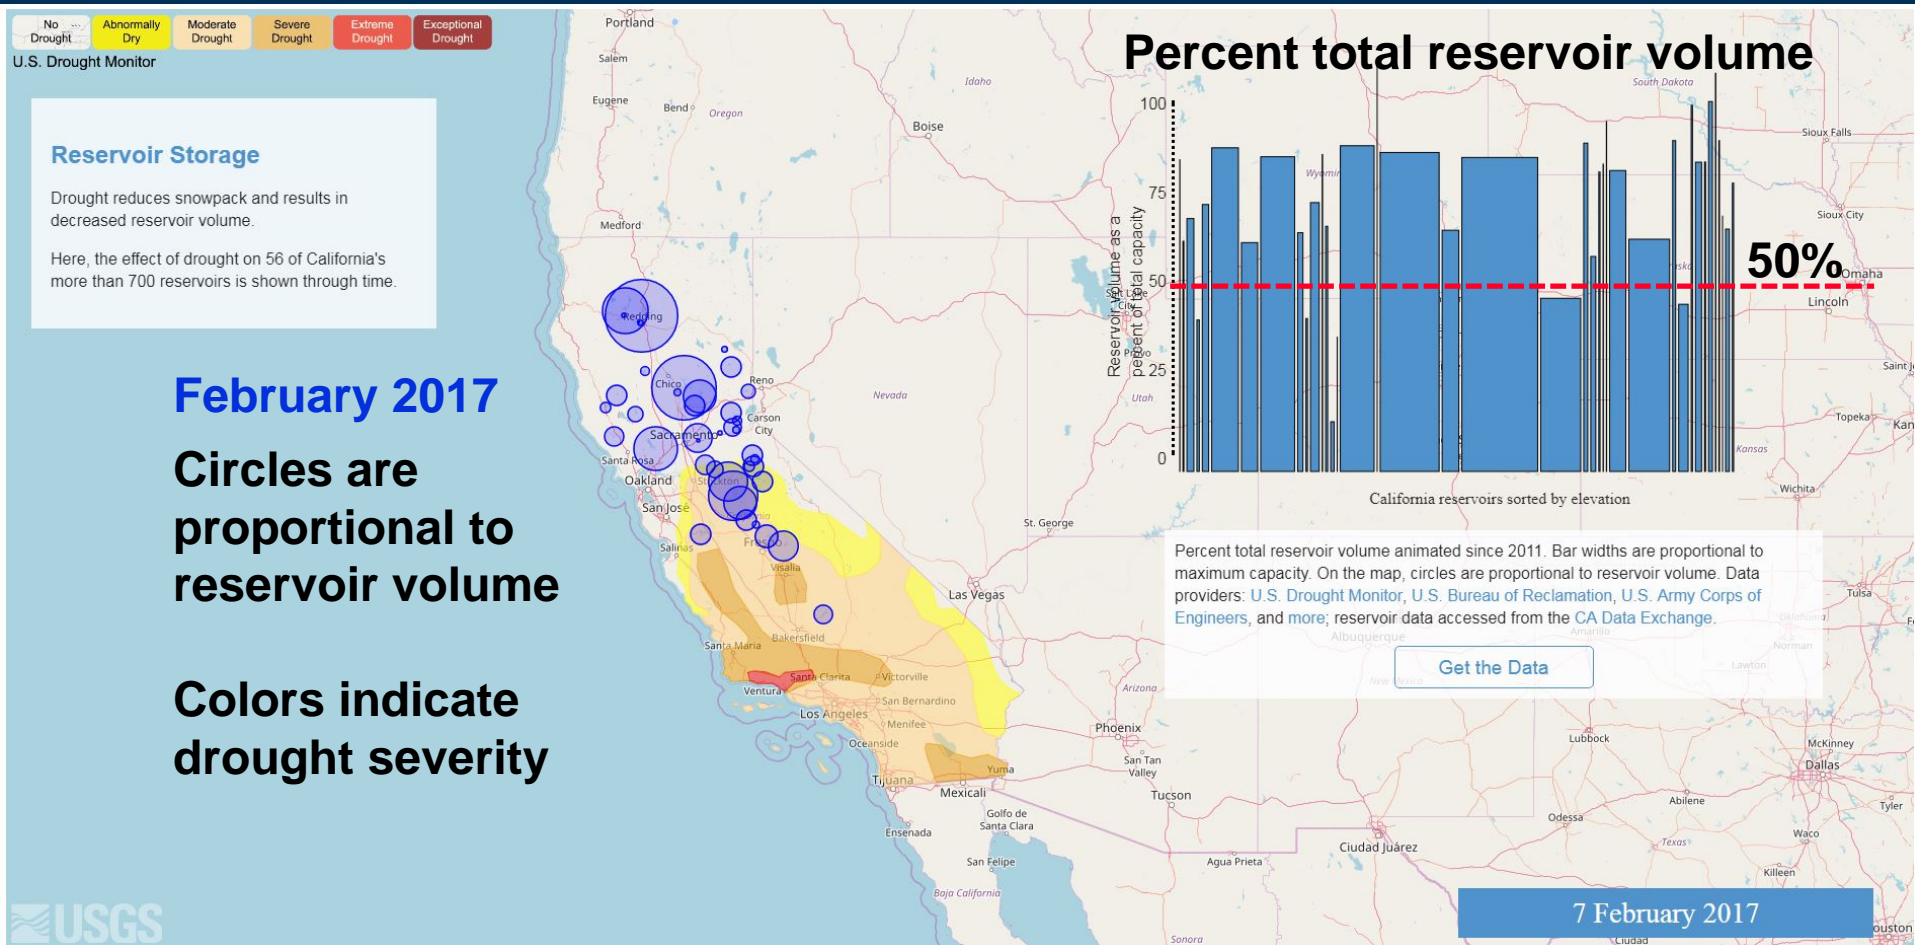 No
Drought
Abnormally
Dry
Moderate
Drought
Severe
Drought
Extreme
Drought
Exceptional
Drought
U.S. Drought Monitor
Reservoir Storage
Drought reduces snowpack and results in
decreased reservoir volume.
Here, the effect of drought on 56 of California's
more than 700 reservoirs is shown through time.
February 2017
Circles are
proportional to
reservoir volume
Colors indicate
drought severity
USGS
Portland
Salem
Eugene
Bend
Oregon
Idaho
Boise
Medford
Redding
Chico
Reno
Nevada
Carson
City
Sacramento
Santa Rosa
Oakland
Stockton
San Jose
Salinas
Fresno
Visalia
St. George
Las Vegas
Bakersfield
Santa Maria
Santa Clarita
Victorville
Ventura
San Bernardino
Los Angeles
Menifee
Oceanside
Tijuana
Yuma
Mexicali
Ensenada
Golfo de
Santa Clara
San Felipe
Baja California
Arizona
Phoenix
San Tan
Valley
Tucson
Agua Prieta
Sonora
Percent total reservoir volume
South Dakota
Sioux Falls
Sioux City
Omaha
Lincoln
Topeka
Kansas
Wichita
Utah
Provo
100
75
50
25
0
Reservoir volume as a
percent of total capacity
50%
California reservoirs sorted by elevation
Percent total reservoir volume animated since 2011. Bar widths are proportional to
maximum capacity. On the map, circles are proportional to reservoir volume. Data
providers: U.S. Drought Monitor, U.S. Bureau of Reclamation, U.S. Army Corps of
Engineers, and more; reservoir data accessed from the CA Data Exchange.
Get the Data
Albuquerque
Amarillo
New Mexico
Norman
Lawton
Tulsa
Lubbock
McKinney
Dallas
Abilene
Tyler
Odessa
Waco
Texas
Killeen
Ciudad Juárez
7 February 2017
Ciudad